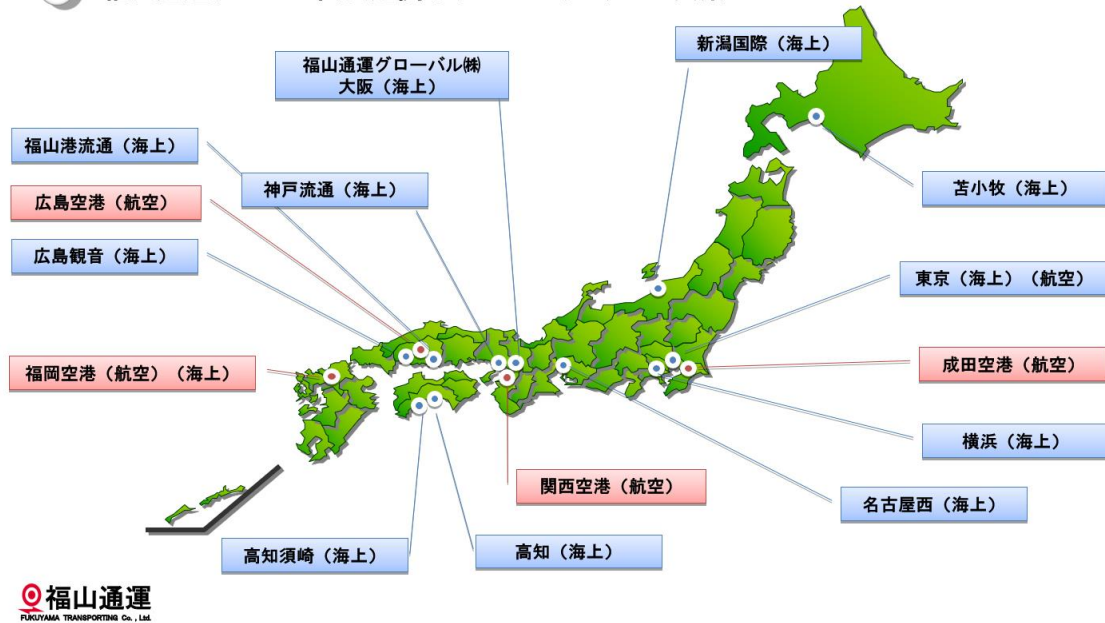 新潟国際（海上）
福山通運グローバル㈱
大阪（海上）
福山港流通（海上）
神戸流通（海上）
苫小牧（海上）
広島空港（航空）
広島観音（海上）
東京（海上）（航空）
福岡空港（航空）（海上）
成田空港（航空）
横浜（海上）
関西空港（航空）
名古屋西（海上）
高知須崎（海上）
高知（海上）
福山通運
FUKUYAMA TRANSPORTING Co., Ltd.